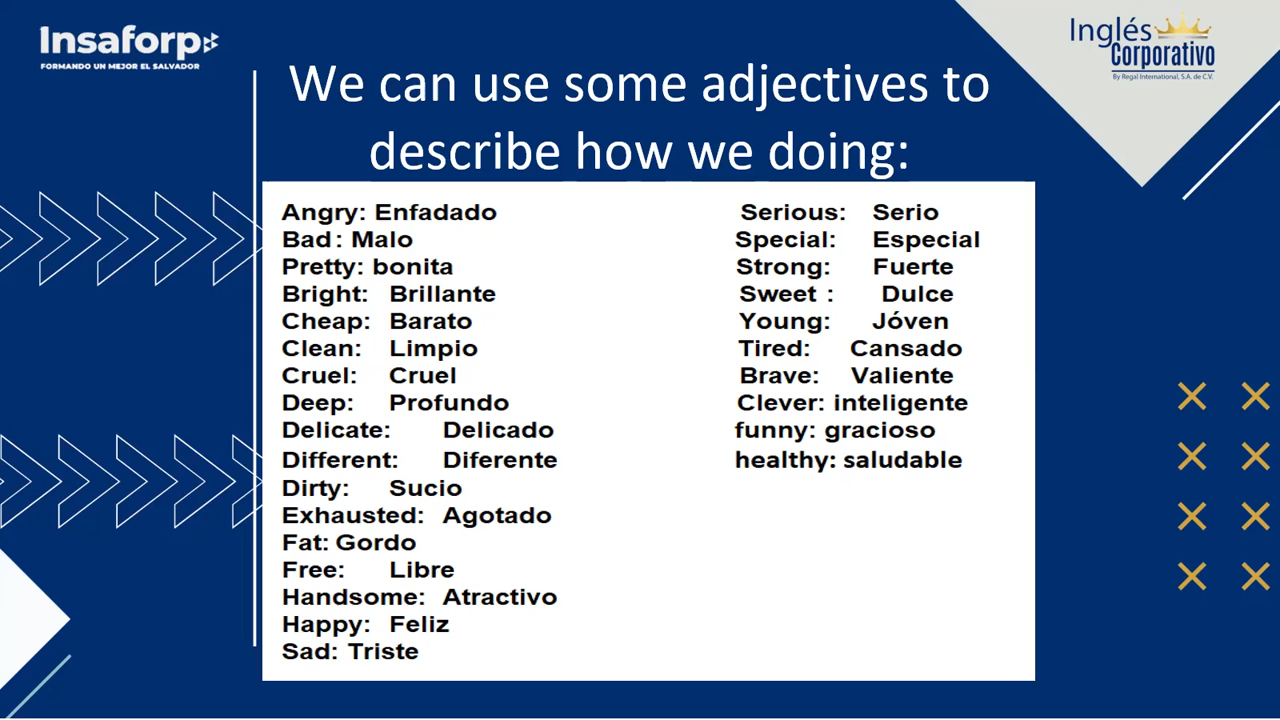 Insaforp
FORMANDO UN MEJOR EL SALVADOR
Inglés
Corporativo
By Regal International, S.A. de C.V.
We can use some adjectives to
describe how we doing:
Angry: Enfadado
Bad : Malo
Pretty: bonita
Bright: Brillante
Cheap: Barato
Clean: Limpio
Cruel: Cruel
Deep: Profundo
Delicate: Delicado
Different: Diferente
Dirty: Sucio
Exhausted: Agotado
Fat: Gordo
Free: Libre
Handsome: Atractivo
Happy: Feliz
Sad: Triste
Serious: Serio
Special: Especial
Strong: Fuerte
Sweet : Dulce
Young: Jóven
Tired: Cansado
Brave: Valiente
Clever: inteligente
funny: gracioso
healthy: saludable